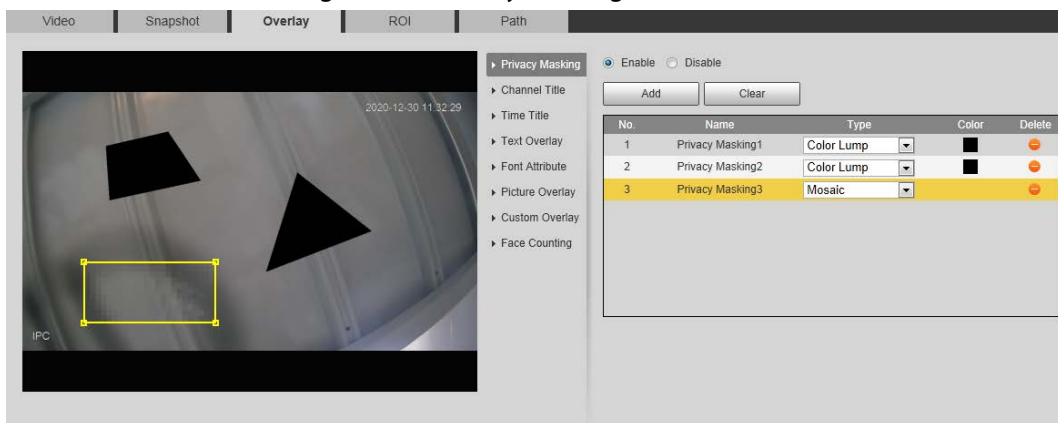 Video Snapshot Overlay ROI Path
2020-12-30 11:32:29
IPC
Privacy Masking
Channel Title
Time Title
Text Overlay
Font Attribute
Picture Overlay
Custom Overlay
Face Counting
Enable Disable
Add Clear
No. Name Type Color Delete
1 Privacy Masking1 Color Lump
2 Privacy Masking2 Color Lump
3 Privacy Masking3 Mosaic